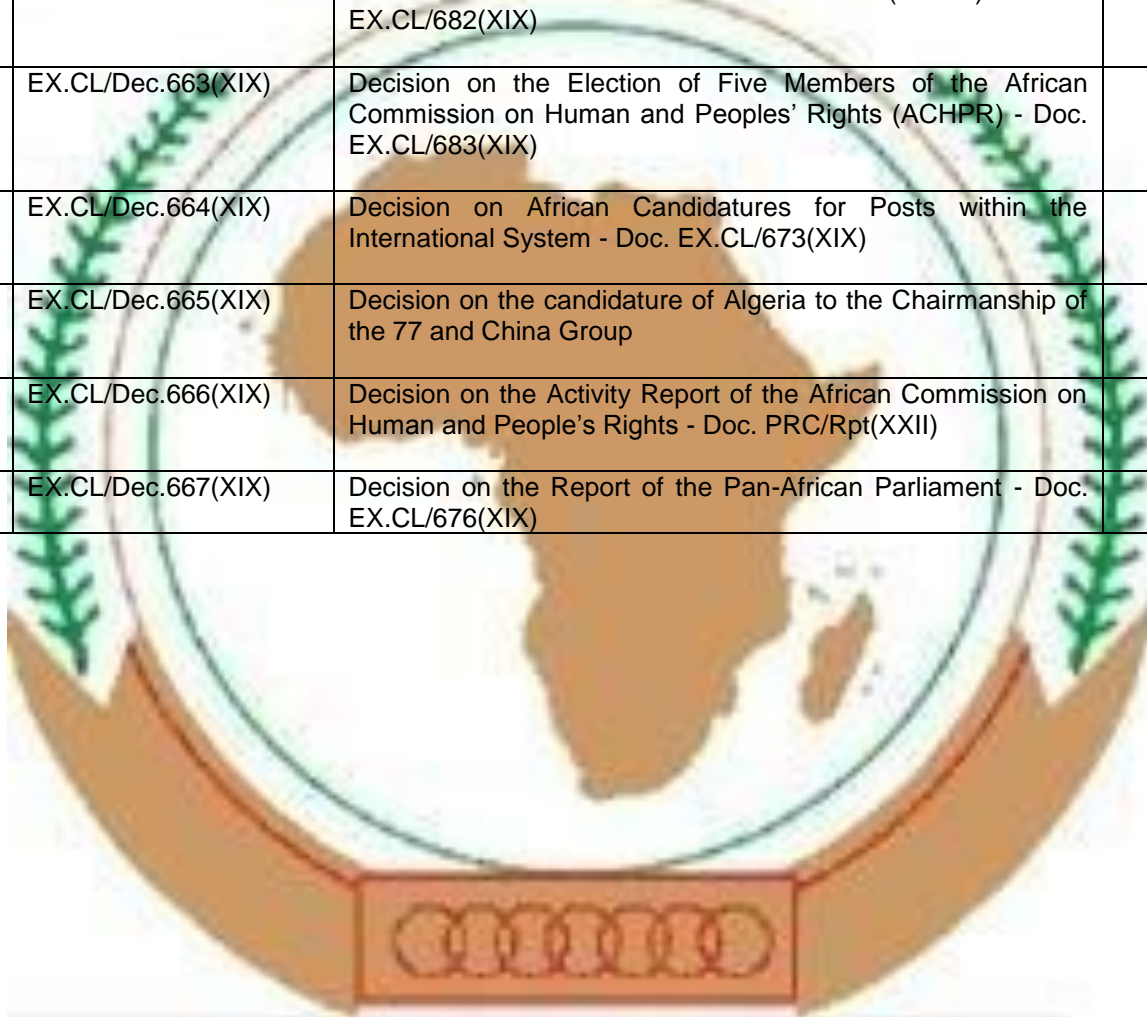 EX.CL/682(XIX)
EX.CL/Dec.663(XIX)
Decision on the Election of Five Members of the African
Commission on Human and Peoples' Rights (ACHPR) - Doc.
EX.CL/683(XIX)
EX.CL/Dec.664(XIX)
Decision on African Candidatures for Posts within the
International System - Doc. EX.CL/673(XIX)
EX.CL/Dec.665(XIX)
Decision on the candidature of Algeria to the Chairmanship of
the 77 and China Group
EX.CL/Dec.666(XIX)
Decision on the Activity Report of the African Commission on
Human and People's Rights - Doc. PRC/Rpt(XXII)
EX.CL/Dec.667(XIX)
Decision on the Report of the Pan-African Parliament - Doc.
EX.CL/676(XIX)